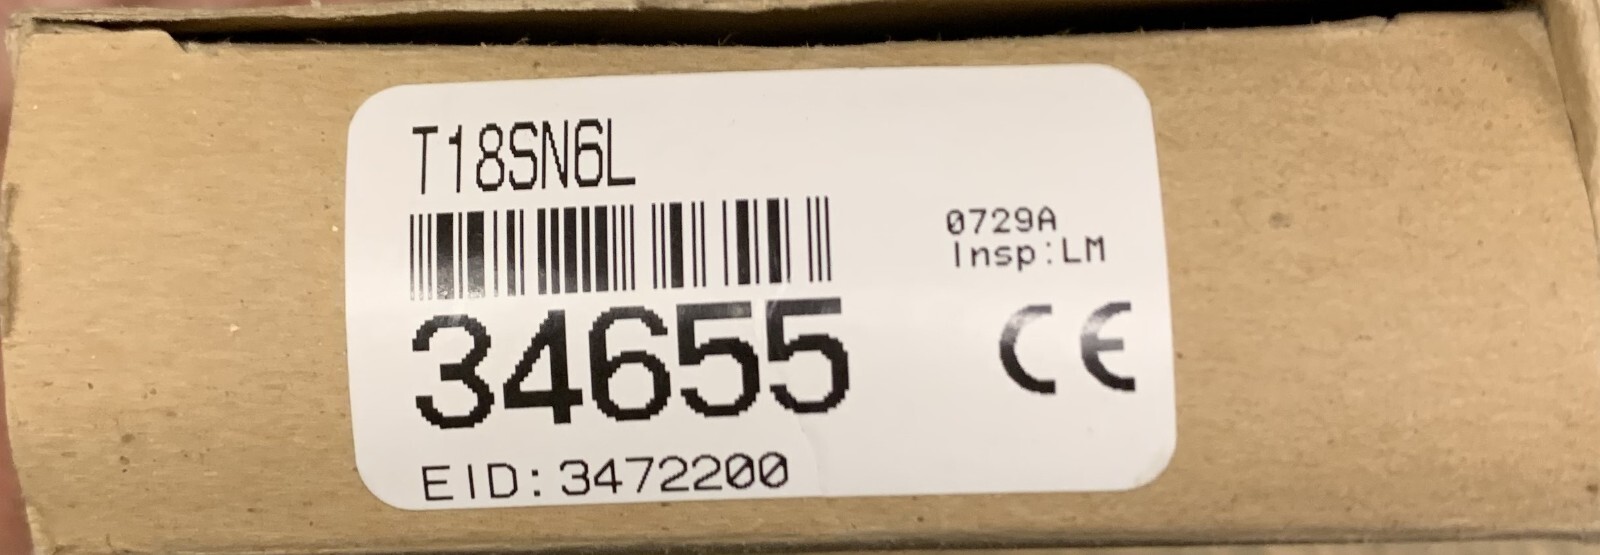 T18SN6L
0729A
Insp:LM
34655
CE
EID:3472200